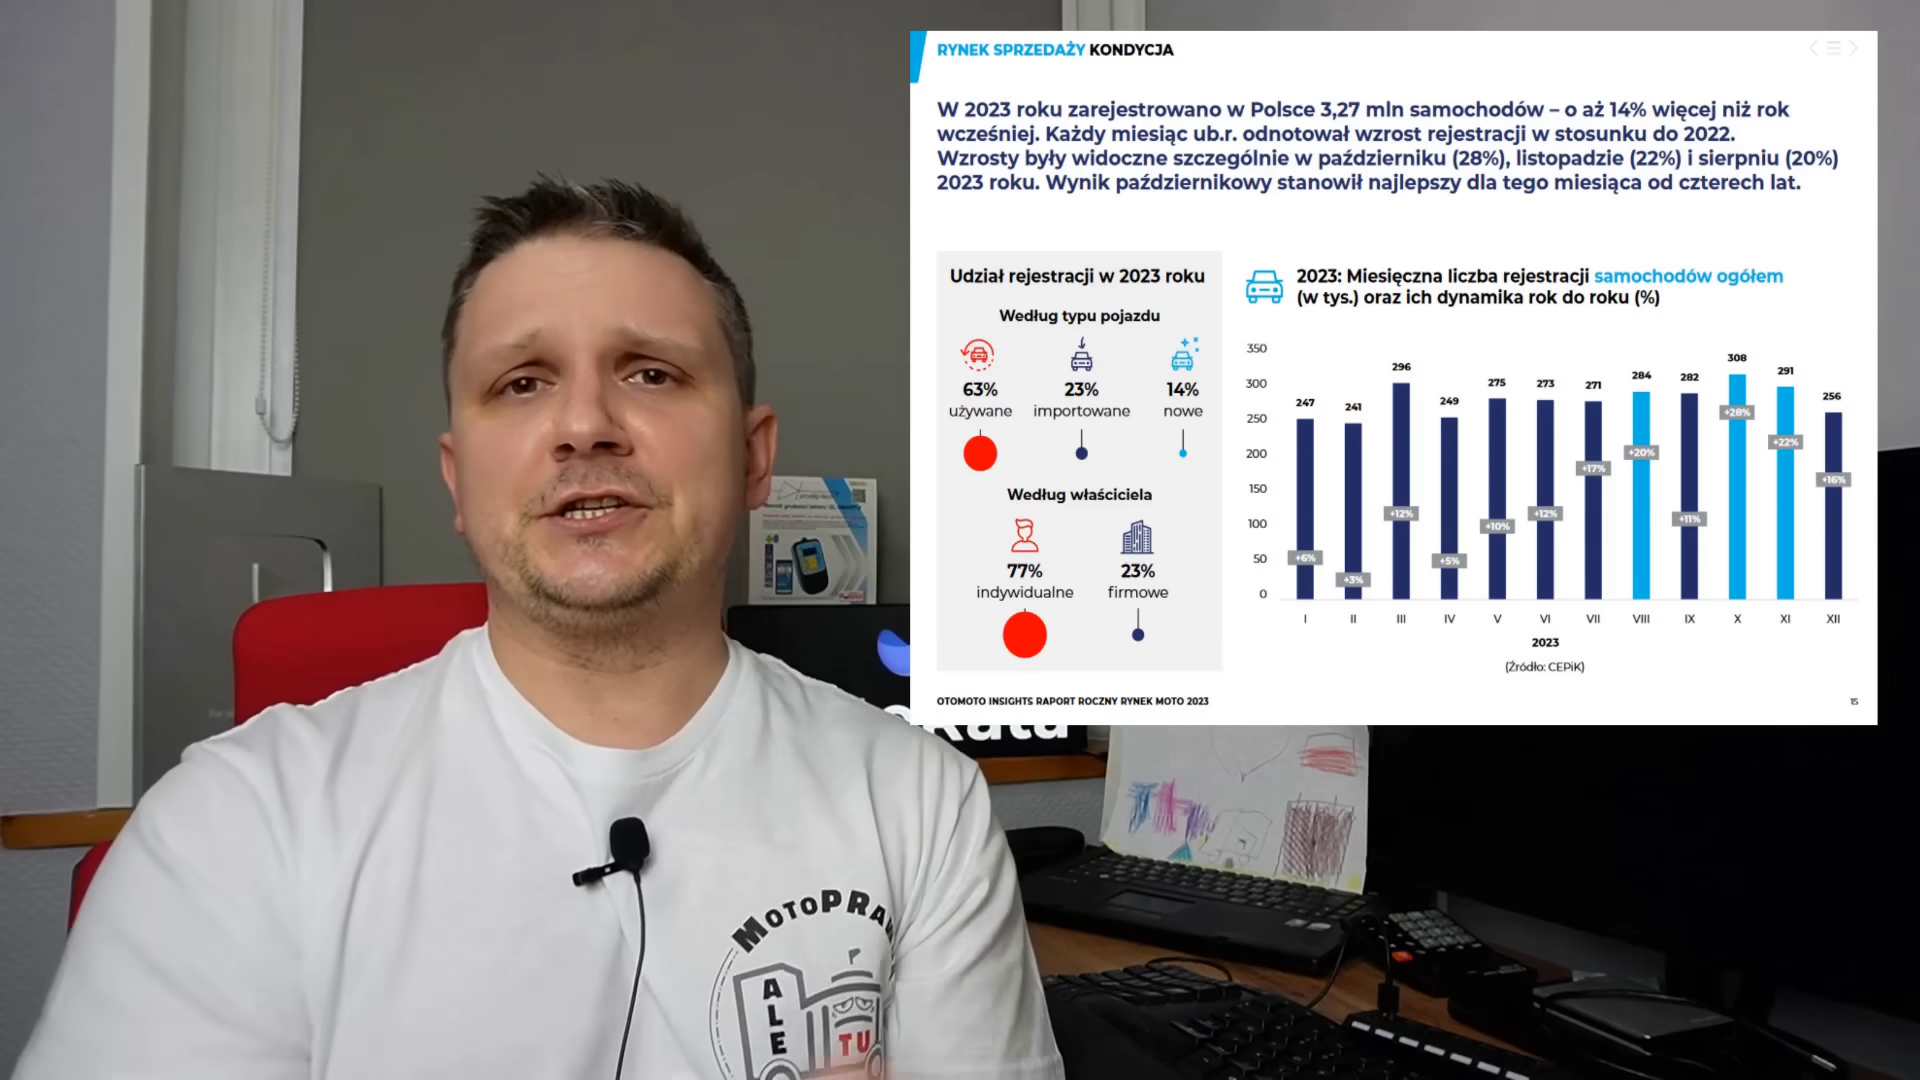 RYNEK SPRZEDAŻY KONDYCJA
W 2023 roku zarejestrowano w Polsce 3,27 mln samochodów – o aż 14% więcej niż rok
wcześniej. Każdy miesiąc ub.r. odnotował wzrost rejestracji w stosunku do 2022.
Wzrosty były widoczne szczególnie w październiku (28%), listopadzie (22%) i sierpniu (20%)
2023 roku. Wynik październikowy stanowił najlepszy dla tego miesiąca od czterech lat.
Udział rejestracji w 2023 roku
Według typu pojazdu
63% 23% 14%
używane importowane nowe
Według właściciela
77% 23%
indywidualne firmowe
2023: Miesięczna liczba rejestracji samochodów ogółem
(w tys.) oraz ich dynamika rok do roku (%)
350
300
250
200
150
100
50
0
247 241 296 249 275 273 271 284 282 308 291 256
+6% +3% +12% +5% +10% +12% +17% +20% +11% +28% +22% +16%
I II III IV V VI VII VIII IX X XI XII
2023
(Źródło: CEPiK)
OTOMOTO INSIGHTS RAPORT ROCZNY RYNEK MOTO 2023
15
MOTOPRA
ALE
TU